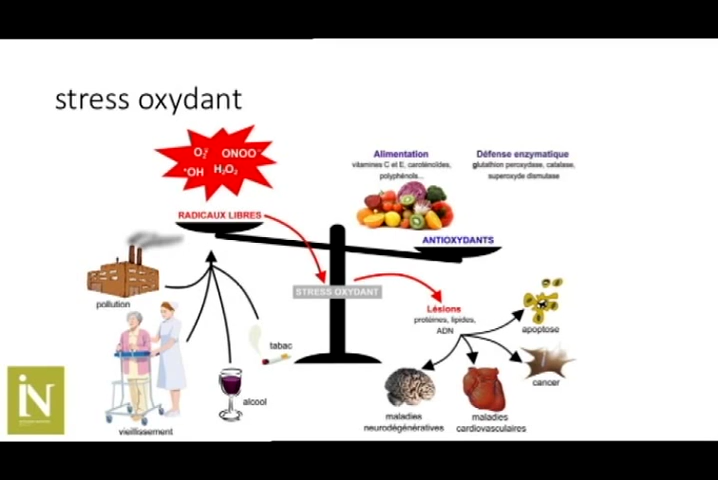 stress oxydant
O₂⁻ ONOO⁻
°OH H₂O₂
RADICAUX LIBRES
Alimentation
vitamines C et E, caroténoïdes,
polyphénols...
Défense enzymatique
glutathion peroxydase, catalase,
superoxyde dismutase
ANTIOXYDANTS
STRESS OXYDANT
pollution
vieillissement
alcool
tabac
Lésions
protéines, lipides,
ADN
apoptose
cancer
maladies
cardiovasculaires
maladies
neurodégénératives
iN